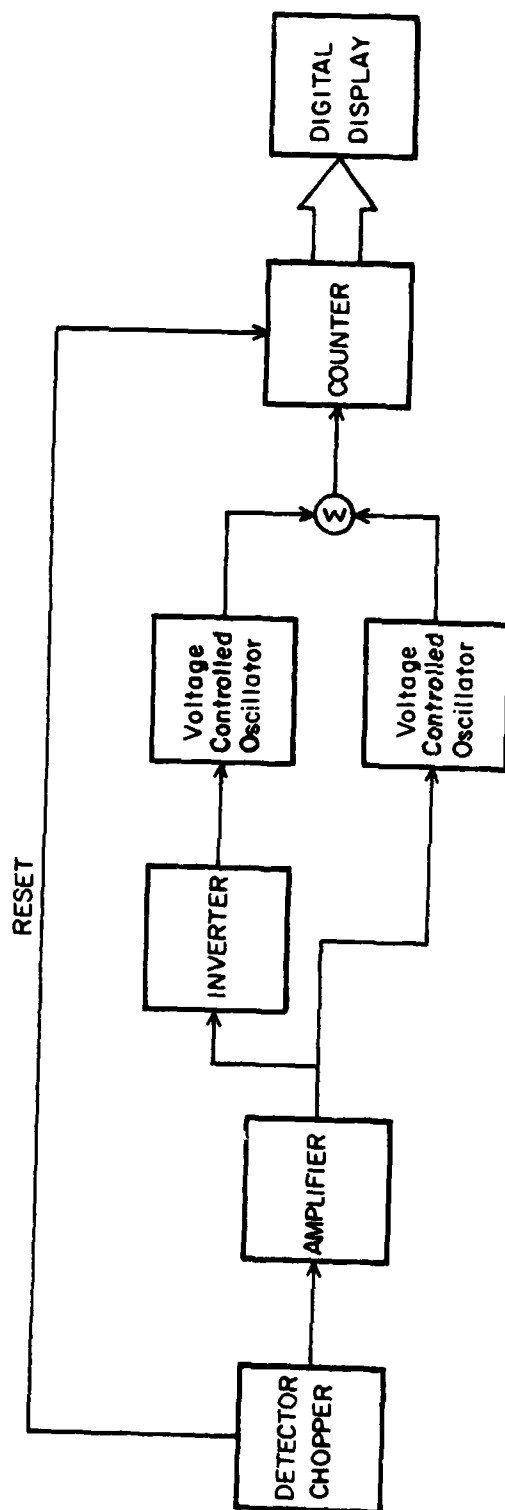 RESET
DETECTOR
CHOPPER
AMPLIFIER
INVERTER
Voltage
Controlled
Oscillator
Voltage
Controlled
Oscillator
Σ
COUNTER
DIGITAL
DISPLAY